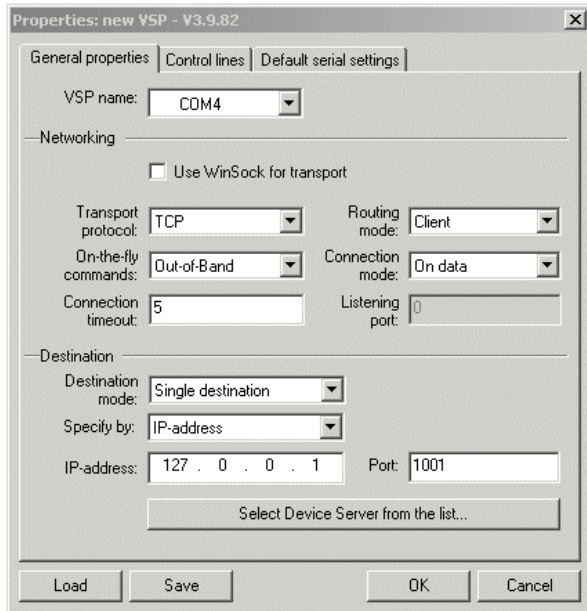 Properties: new VSP - V3.9.82
General properties Control lines Default serial settings
VSP name: COM4
Networking
Use WinSock for transport
Transport protocol: TCP Routing mode: Client
On-the-fly commands: Out-of-Band Connection mode: On data
Connection timeout: 5 Listening port: 0
Destination
Destination mode: Single destination
Specify by: IP-address
IP-address: 127 . 0 . 0 . 1 Port: 1001
Select Device Server from the list...
Load Save OK Cancel